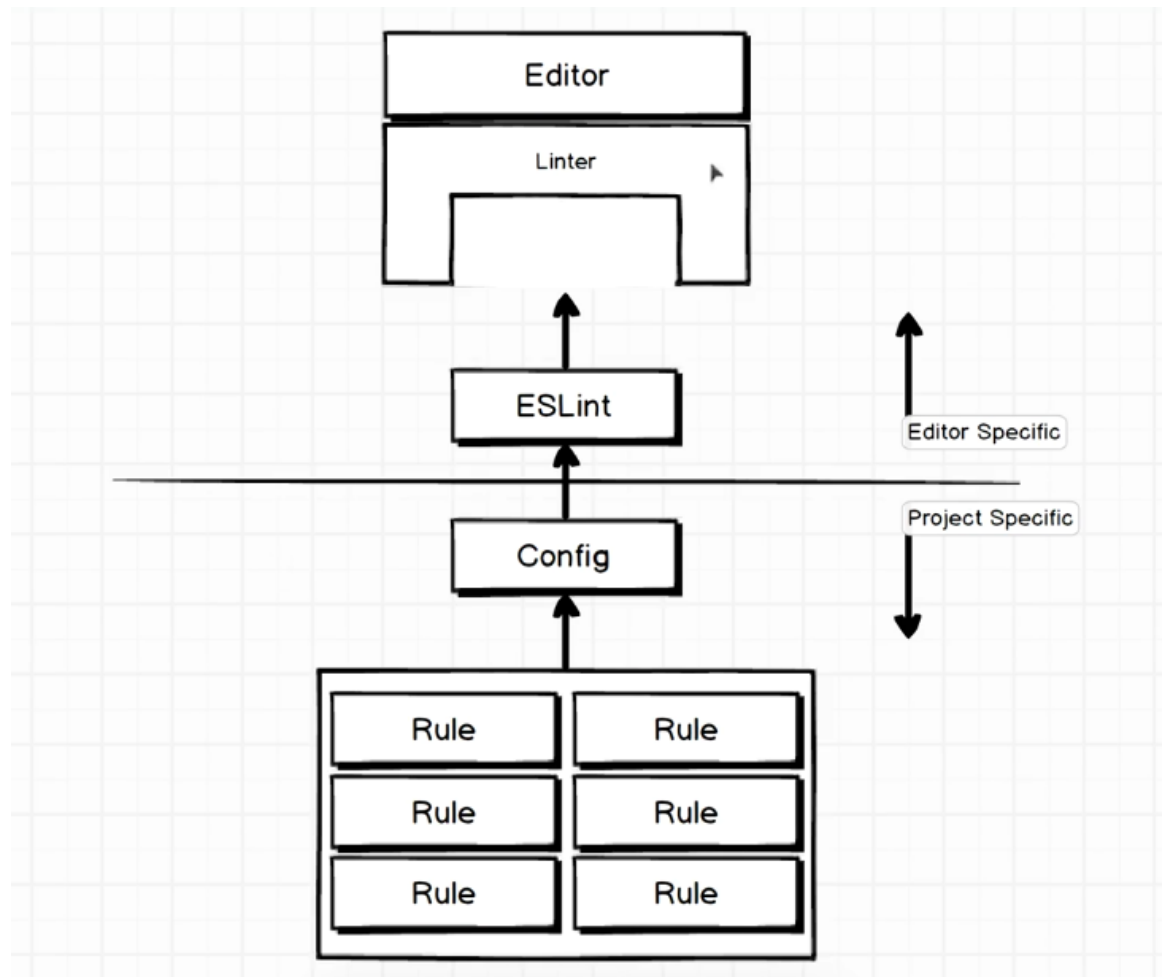 Editor
Linter
ESLint
Editor Specific
Project Specific
Config
Rule Rule
Rule Rule
Rule Rule